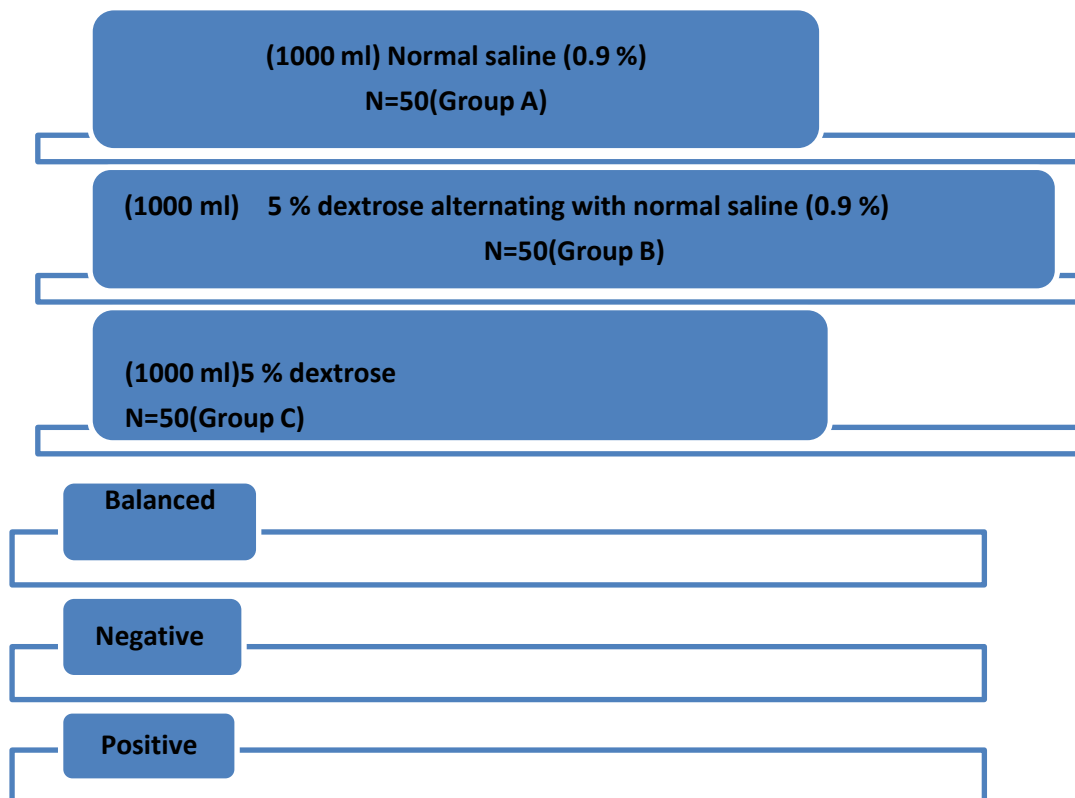 (1000 ml) Normal saline (0.9 %)
N=50(Group A)
(1000 ml) 5 % dextrose alternating with normal saline (0.9 %)
N=50(Group B)
(1000 ml)5 % dextrose
N=50(Group C)
Balanced
Negative
Positive